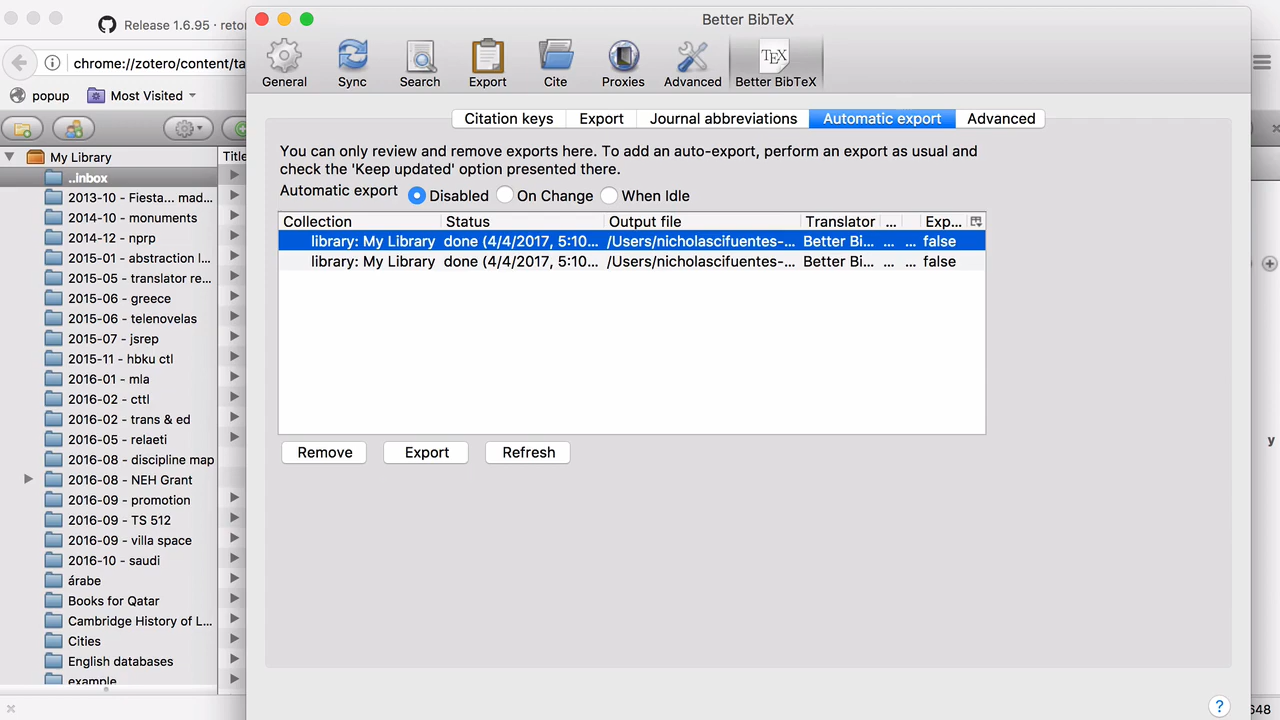 Better BibTeX
Release 1.6.95 - reto
chrome://zotero/content/ta
popup Most Visited
General Sync Search Export Cite Proxies Advanced TEX Better BibTeX
Citation keys Export Journal abbreviations Automatic export Advanced
You can only review and remove exports here. To add an auto-export, perform an export as usual and
check the 'Keep updated' option presented there.
Automatic export Disabled On Change When Idle
Collection Status Output file Translator ... Exp...
library: My Library done (4/4/2017, 5:10... /Users/nicholascifuentes-... Better Bi... ... ... false
library: My Library done (4/4/2017, 5:10... /Users/nicholascifuentes-... Better Bi... ... ... false
Remove Export Refresh
My Library
Title
..inbox
2013-10 - Fiesta... mad...
2014-10 - monuments
2014-12 - nprp
2015-01 - abstraction l...
2015-05 - translator re...
2015-06 - greece
2015-06 - telenovelas
2015-07 - jsrep
2015-11 - hbku ctl
2016-01 - mla
2016-02 - cttl
2016-02 - trans & ed
2016-05 - relaeti
2016-08 - discipline map
2016-08 - NEH Grant
2016-09 - promotion
2016-09 - TS 512
2016-09 - villa space
2016-10 - saudi
árabe
Books for Qatar
Cambridge History of L...
Cities
English databases
example
y
?
648